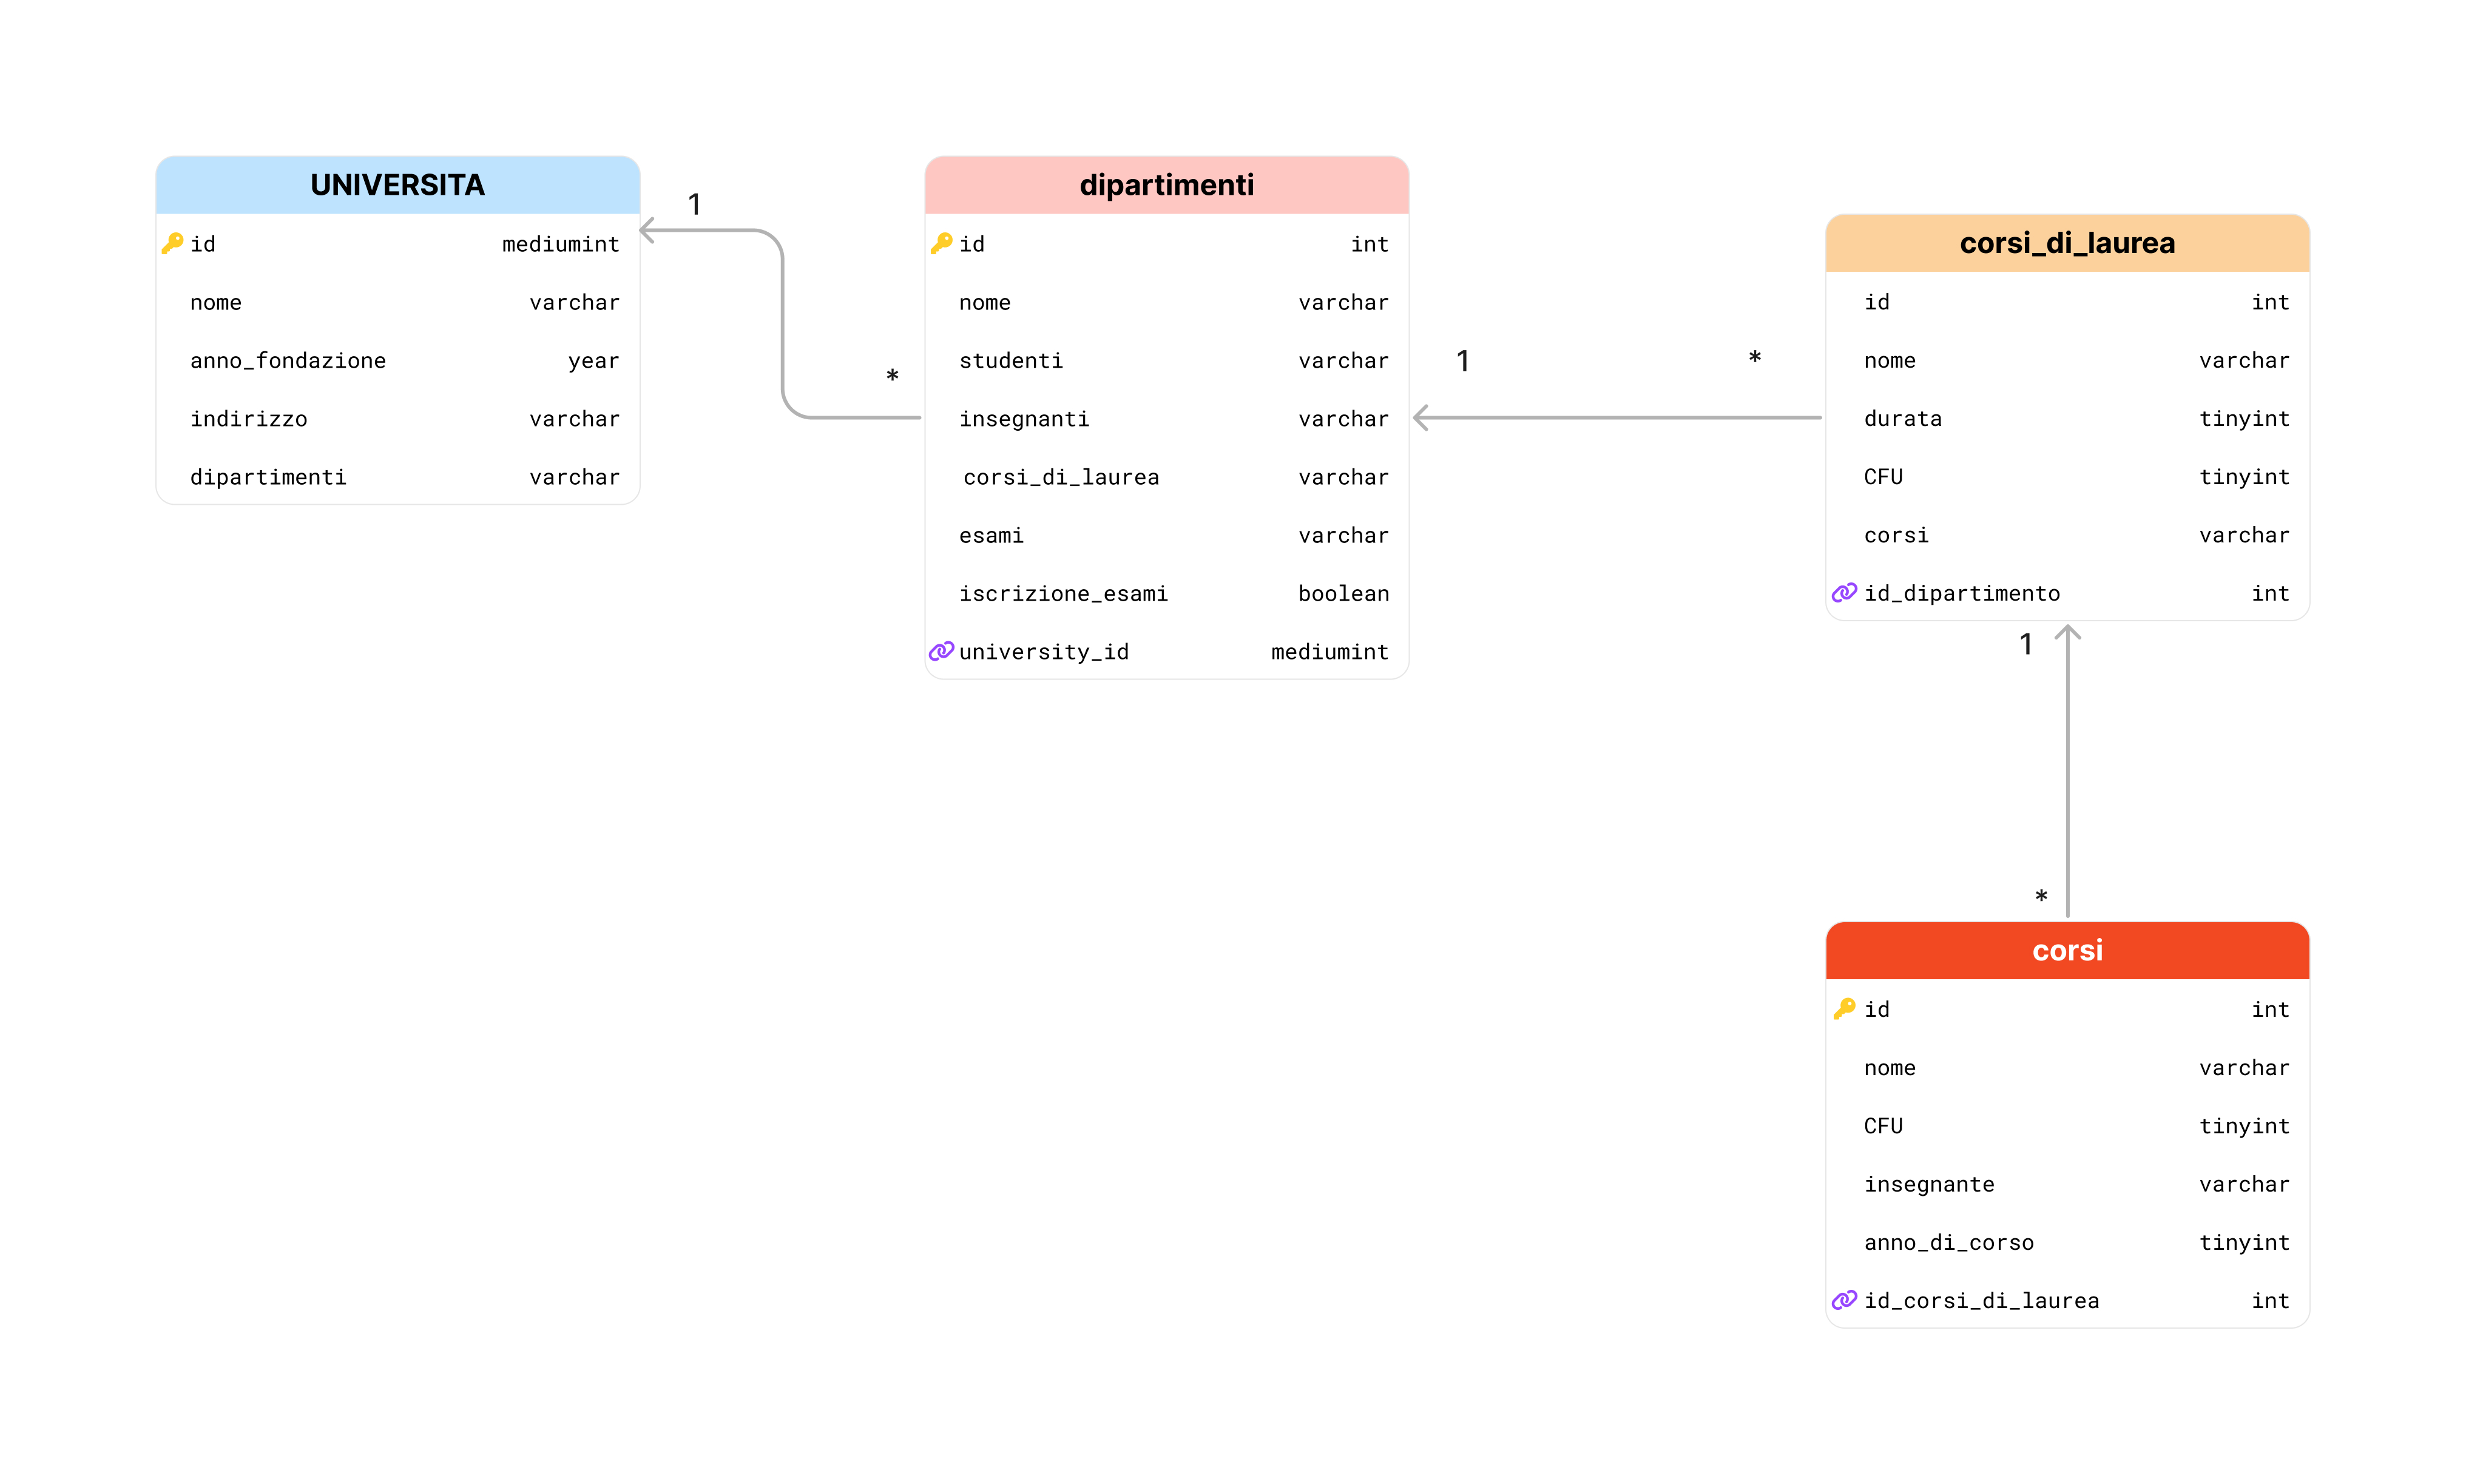 UNIVERSITA
id mediumint
nome varchar
anno_fondazione year
indirizzo varchar
dipartimenti varchar
1
*
dipartimenti
id int
nome varchar
studenti varchar
insegnanti varchar
corsi_di_laurea varchar
esami varchar
iscrizione_esami boolean
university_id mediumint
1
*
corsi_di_laurea
id int
nome varchar
durata tinyint
CFU tinyint
corsi varchar
id_dipartimento int
1
*
corsi
id int
nome varchar
CFU tinyint
insegnante varchar
anno_di_corso tinyint
id_corsi_di_laurea int